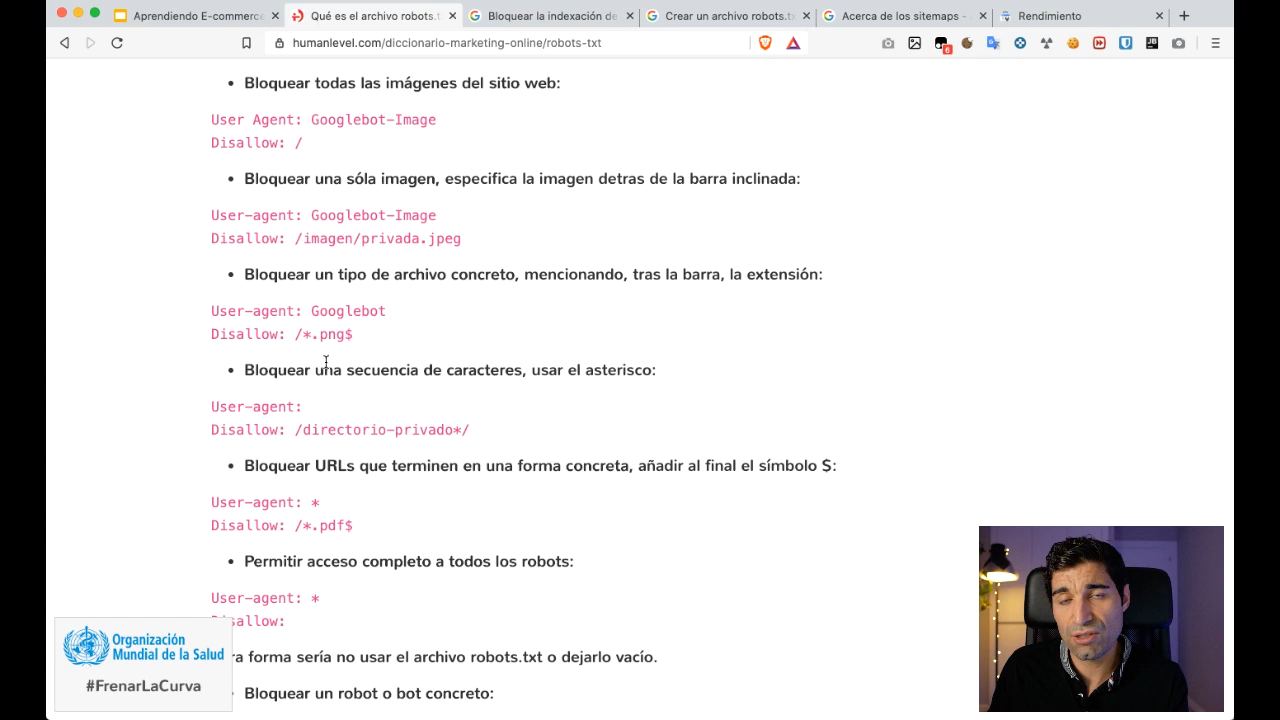 Aprendiendo E-commerce
Qué es el archivo robots.t
Bloquear la indexación de
Crear un archivo robots.tx
Acerca de los sitemaps -
Rendimiento
humanlevel.com/diccionario-marketing-online/robots-txt
6
JB
• Bloquear todas las imágenes del sitio web:
User Agent: Googlebot-Image
Disallow: /
• Bloquear una sóla imagen, especifica la imagen detras de la barra inclinada:
User-agent: Googlebot-Image
Disallow: /imagen/privada.jpeg
• Bloquear un tipo de archivo concreto, mencionando, tras la barra, la extensión:
User-agent: Googlebot
Disallow: /*.png$
• Bloquear una secuencia de caracteres, usar el asterisco:
User-agent:
Disallow: /directorio-privado*/
• Bloquear URLs que terminen en una forma concreta, añadir al final el símbolo $:
User-agent: *
Disallow: /*.pdf$
• Permitir acceso completo a todos los robots:
User-agent: *
sallow:
ra forma sería no usar el archivo robots.txt o dejarlo vacío.
Bloquear un robot o bot concreto:
Organización
Mundial de la Salud
#FrenarLaCurva